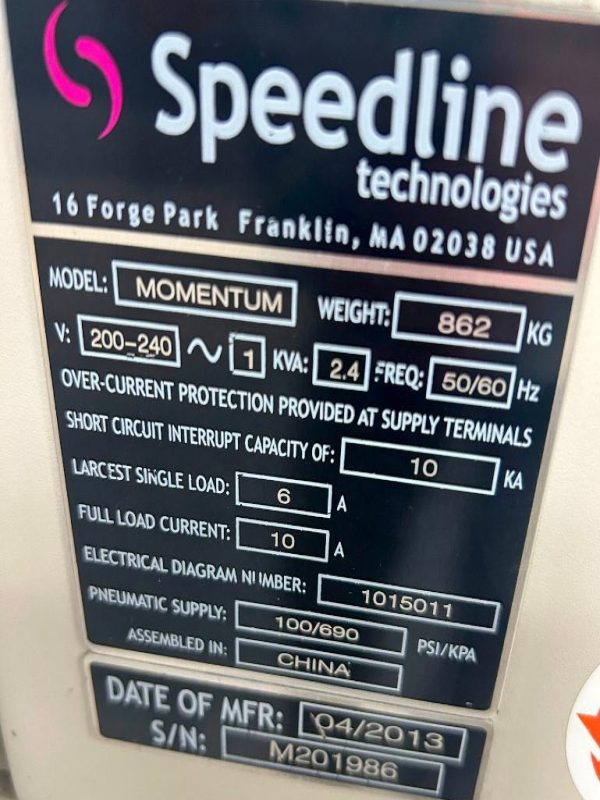 Speedline
technologies
16 Forge Park Franklin, MA 02038 USA
MODEL: MOMENTUM WEIGHT: 862 KG
V: 200-240 ~ 1 KVA: 2.4 FREQ: 50/60 Hz
OVER-CURRENT PROTECTION PROVIDED AT SUPPLY TERMINALS
SHORT CIRCUIT INTERRUPT CAPACITY OF: 10 KA
LARGEST SINGLE LOAD: 6 A
FULL LOAD CURRENT: 10 A
ELECTRICAL DIAGRAM NUMBER: 1015011
PNEUMATIC SUPPLY: 100/690 PSI/KPA
ASSEMBLED IN: CHINA
DATE OF MFR: 04/2013
S/N: M201986